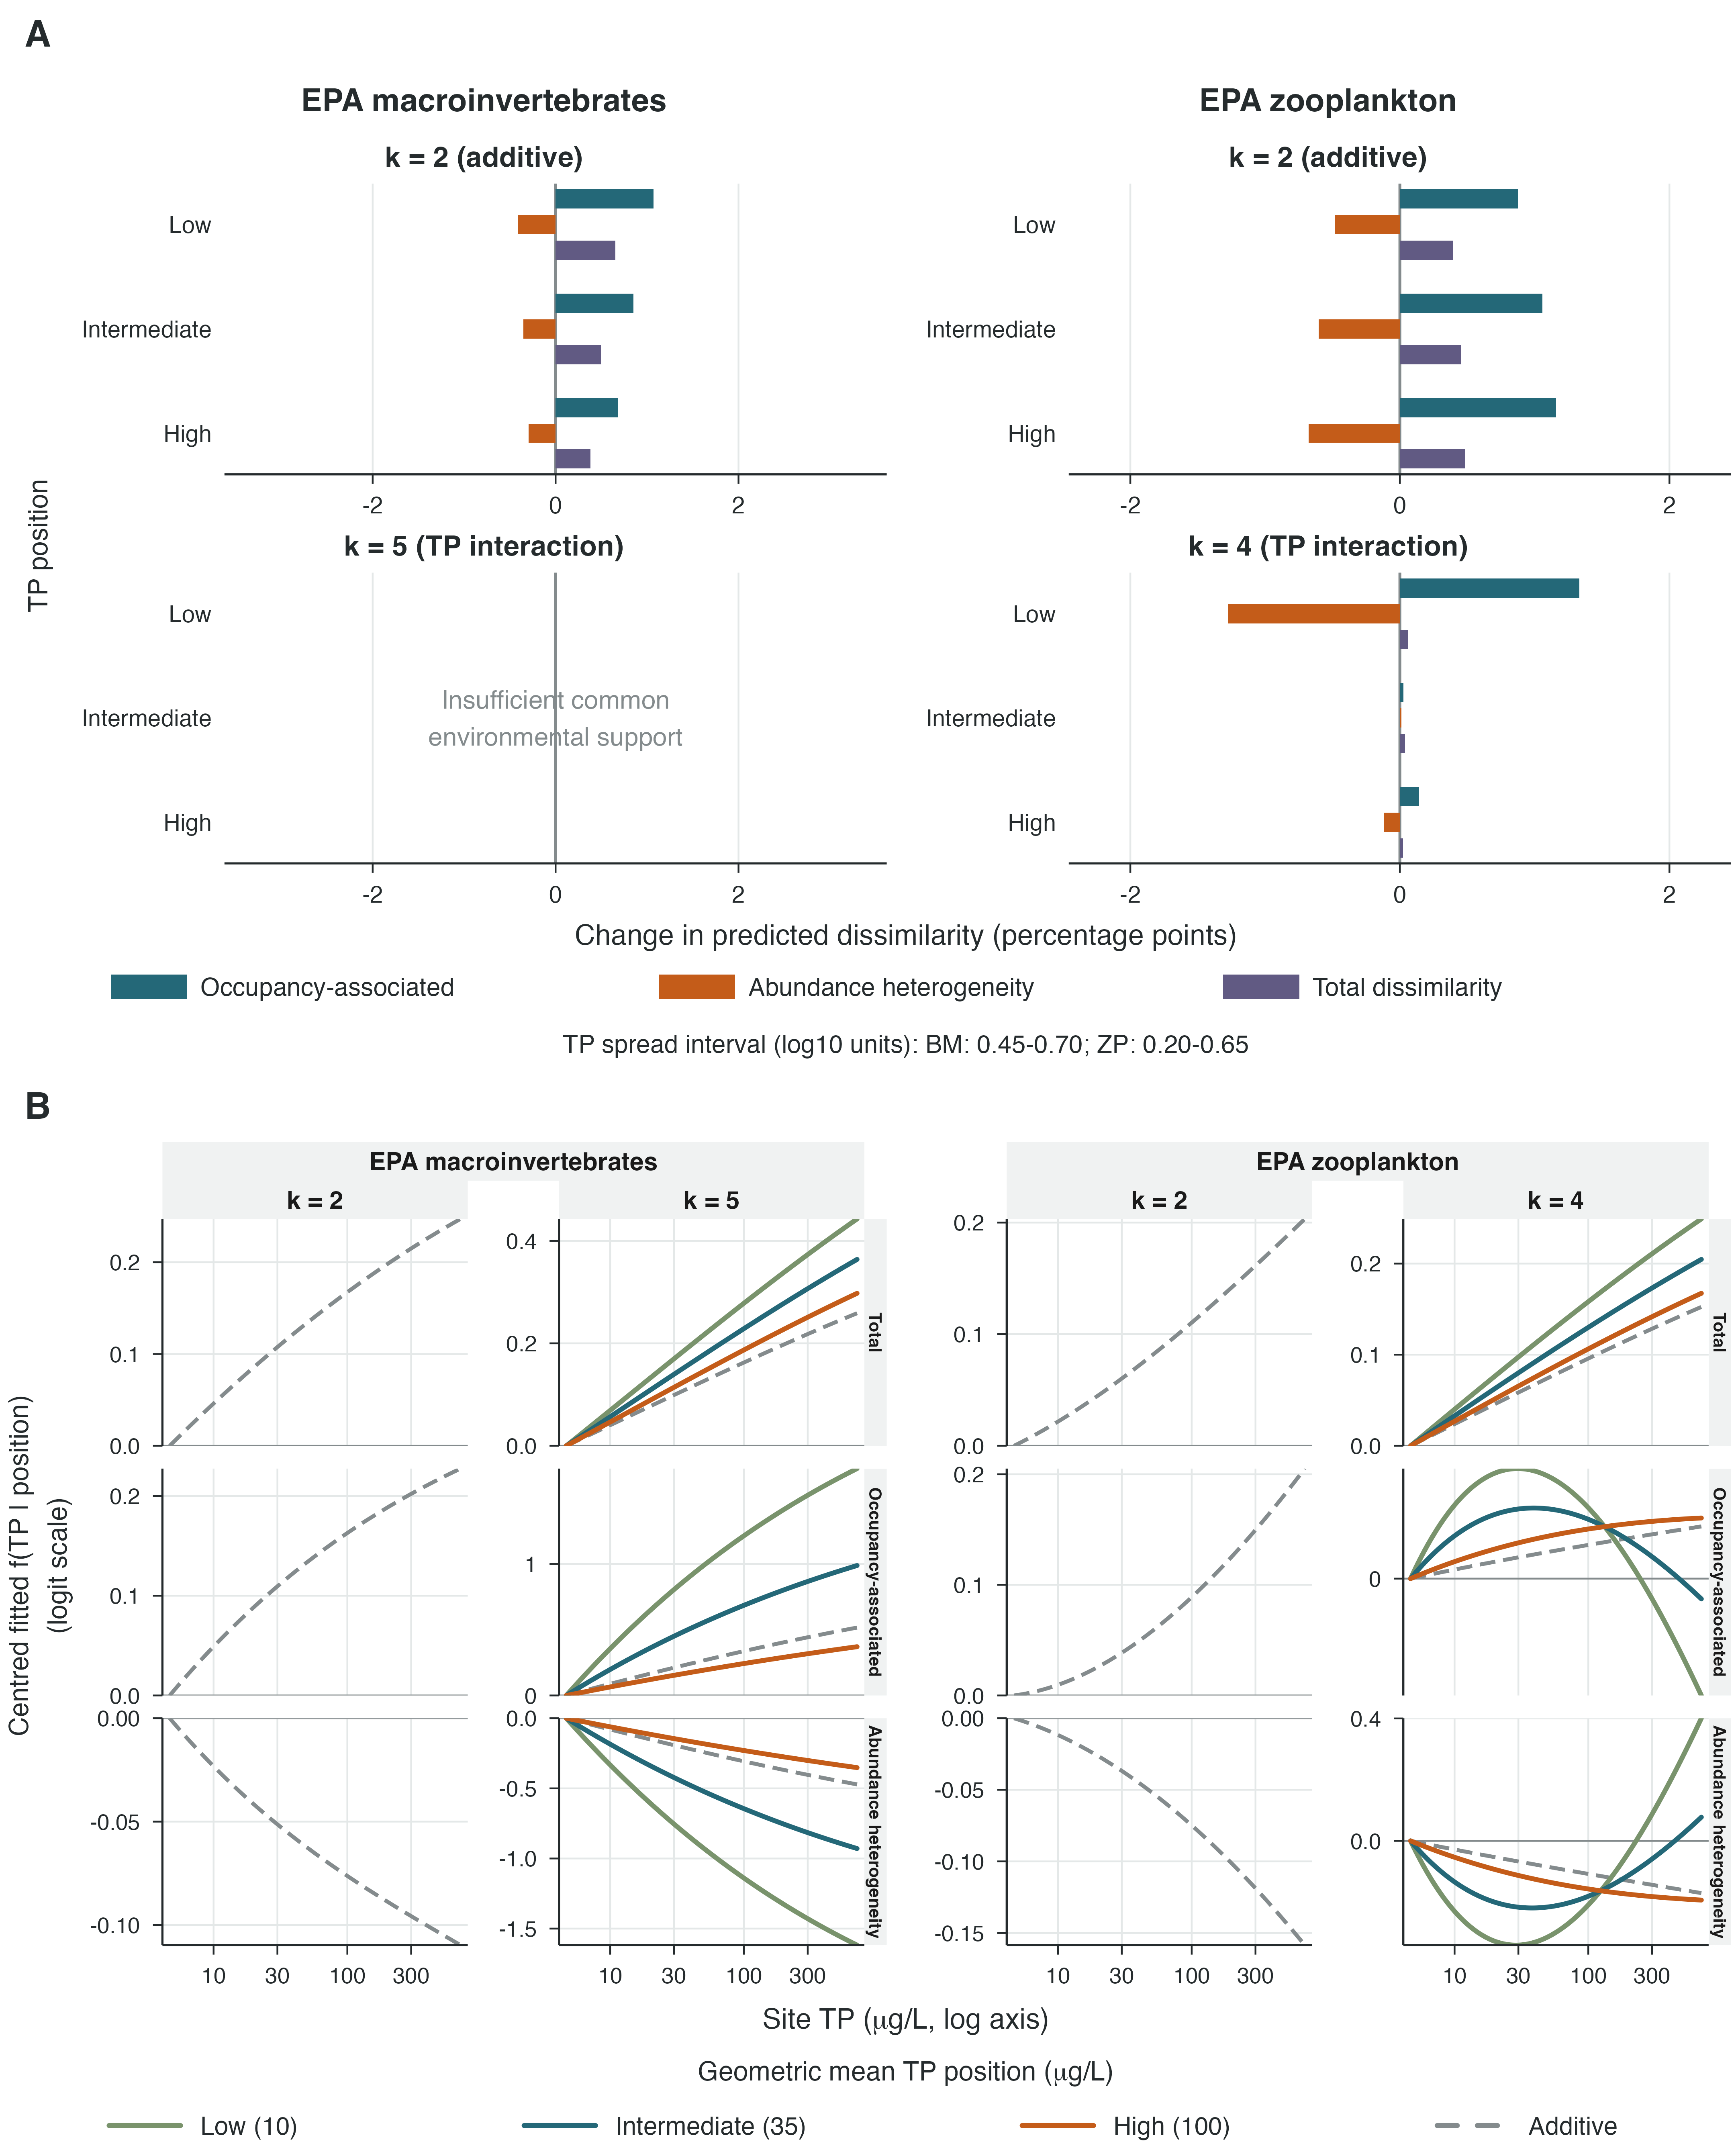 A
EPA macroinvertebrates
EPA zooplankton
k = 2 (additive)
k = 2 (additive)
Low
Intermediate
High
-2 0 2
Low
Intermediate
High
-2 0 2
TP position
k = 5 (TP interaction)
k = 4 (TP interaction)
Low
Intermediate
High
Insufficient common
environmental support
-2 0 2
Low
Intermediate
High
-2 0 2
Change in predicted dissimilarity (percentage points)
Occupancy-associated
Abundance heterogeneity
Total dissimilarity
TP spread interval (log10 units): BM: 0.45-0.70; ZP: 0.20-0.65
B
EPA macroinvertebrates
EPA zooplankton
k = 2
k = 5
k = 2
k = 4
Centred fitted f(TP | position)
(logit scale)
0.2
0.1
0.0
0.4
0.2
0.0
Total
0.2
0.1
0.0
0.2
0.1
0.0
Total
0.2
0.1
0.0
1
0
Occupancy-associated
0.2
0.1
0.0
0
Occupancy-associated
0.00
-0.05
-0.10
0.0
-0.5
-1.0
-1.5
Abundance heterogeneity
0.00
-0.05
-0.10
-0.15
0.4
0.0
Abundance heterogeneity
10 30 100 300
10 30 100 300
10 30 100 300
10 30 100 300
Site TP (μg/L, log axis)
Geometric mean TP position (μg/L)
Low (10)
Intermediate (35)
High (100)
Additive